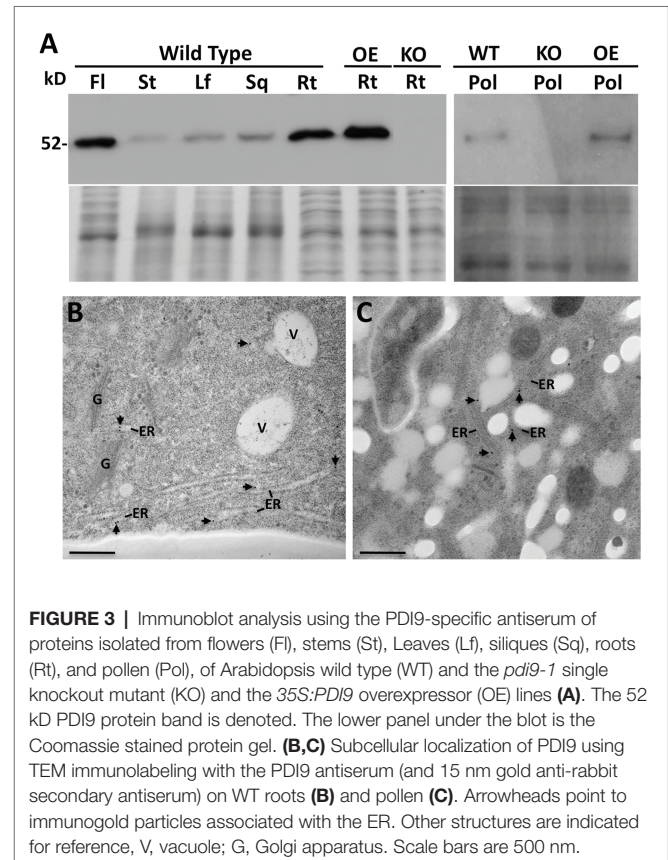 A
Wild Type OE KO WT KO OE
kD Fl St Lf Sq Rt Rt Rt Pol Pol Pol
52-
B
V
G
ER
V
G
ER
ER
C
ER
ER
ER
FIGURE 3 | Immunoblot analysis using the PDI9-specific antiserum of
proteins isolated from flowers (Fl), stems (St), Leaves (Lf), siliques (Sq), roots
(Rt), and pollen (Pol), of Arabidopsis wild type (WT) and the pdi9-1 single
knockout mutant (KO) and the 35S:PDI9 overexpressor (OE) lines (A). The 52
kD PDI9 protein band is denoted. The lower panel under the blot is the
Coomassie stained protein gel. (B,C) Subcellular localization of PDI9 using
TEM immunolabeling with the PDI9 antiserum (and 15 nm gold anti-rabbit
secondary antiserum) on WT roots (B) and pollen (C). Arrowheads point to
immunogold particles associated with the ER. Other structures are indicated
for reference, V, vacuole; G, Golgi apparatus. Scale bars are 500 nm.